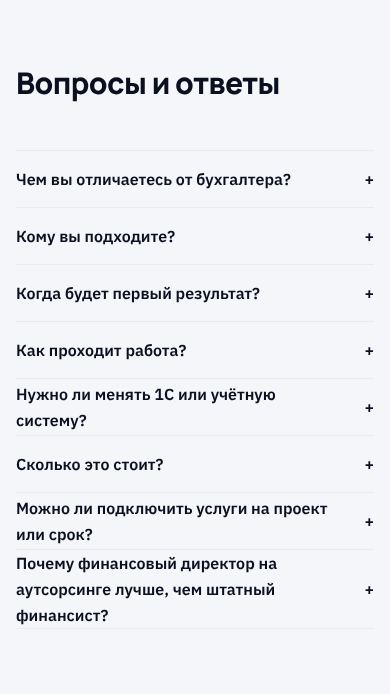 Вопросы и ответы
Чем вы отличаетесь от бухгалтера? +
Кому вы подходите? +
Когда будет первый результат? +
Как проходит работа? +
Нужно ли менять 1С или учётную
систему? +
Сколько это стоит? +
Можно ли подключить услуги на проект
или срок? +
Почему финансовый директор на
аутсорсинге лучше, чем штатный +
финансист?